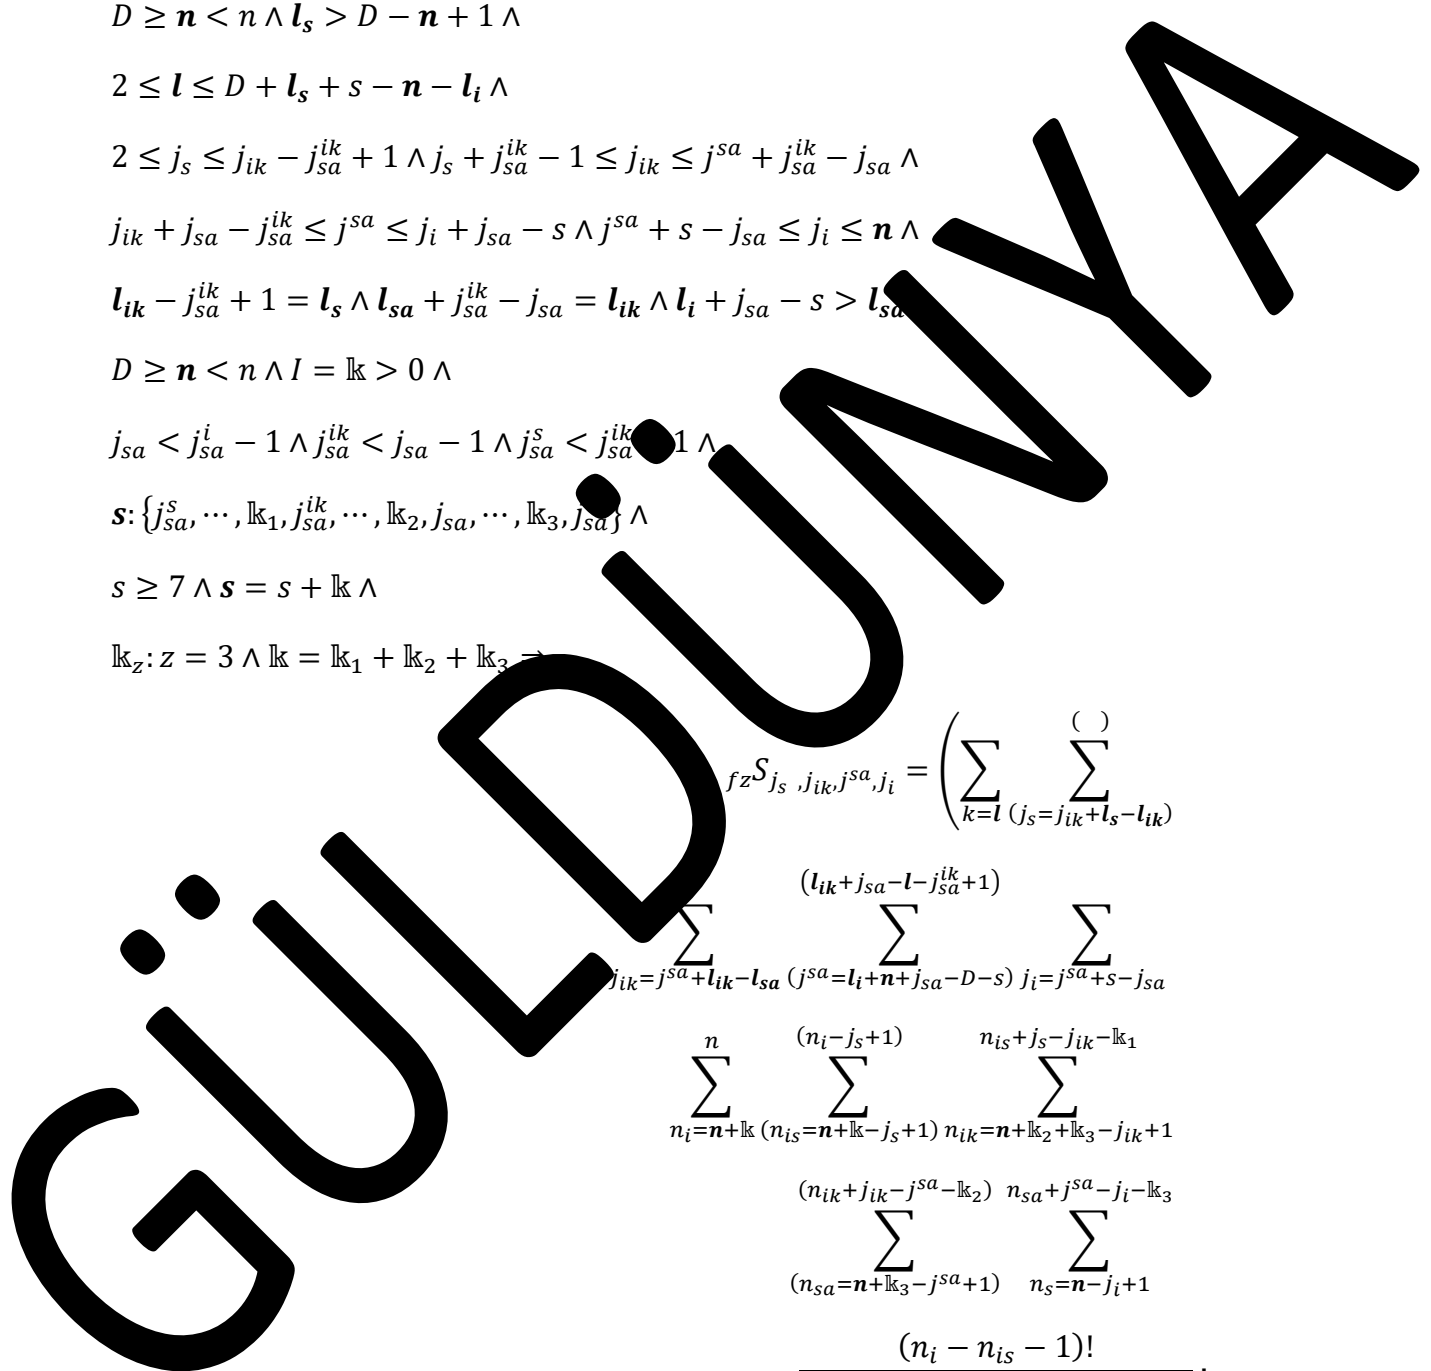 D ≥ 𝒏 < n ∧ 𝒍ₛ > D − 𝒏 + 1 ∧
2 ≤ 𝒍 ≤ D + 𝒍ₛ + s − 𝒏 − 𝒍ᵢ ∧
2 ≤ j_s ≤ j_{ik} − j_{sa}^{ik} + 1 ∧ j_s + j_{sa}^{ik} − 1 ≤ j_{ik} ≤ j^{sa} + j_{sa}^{ik} − j_{sa} ∧
j_{ik} + j_{sa} − j_{sa}^{ik} ≤ j^{sa} ≤ j_i + j_{sa} − s ∧ j^{sa} + s − j_{sa} ≤ j_i ≤ 𝒏 ∧
𝒍_{ik} − j_{sa}^{ik} + 1 = 𝒍_s ∧ 𝒍_{sa} + j_{sa}^{ik} − j_{sa} = 𝒍_{ik} ∧ 𝒍_i + j_{sa} − s > 𝒍_{sa}
D ≥ 𝒏 < n ∧ I = 𝕜 > 0 ∧
j_{sa} < j_{sa}^i − 1 ∧ j_{sa}^{ik} < j_{sa} − 1 ∧ j_{sa}^s < j_{sa}^{ik} 1 ∧
𝒔: {j_{sa}^s, ⋯, 𝕜_1, j_{sa}^{ik}, ⋯, 𝕜_2, j_{sa}, ⋯, 𝕜_3, j_{sa}} ∧
s ≥ 7 ∧ 𝒔 = s + 𝕜 ∧
𝕜_z: z = 3 ∧ 𝕜 = 𝕜_1 + 𝕜_2 + 𝕜_3 ⇒
_{fz}S_{j_s ,j_{ik},j^{sa},j_i} = ( ∑_{k=𝒍} ∑_{(j_s=j_{ik}+𝒍_s−𝒍_{ik})}^{( )}
∑_{j_{ik}=j^{sa}+𝒍_{ik}−𝒍_{sa}} ∑_{(j^{sa}=𝒍_i+𝒏+j_{sa}−D−s)}^{(𝒍_{ik}+j_{sa}−𝒍−j_{sa}^{ik}+1)} ∑_{j_i=j^{sa}+s−j_{sa}}
∑_{n_i=𝒏+𝕜}^{n} ∑_{(n_{is}=𝒏+𝕜−j_s+1)}^{(n_i−j_s+1)} ∑_{n_{ik}=𝒏+𝕜_2+𝕜_3−j_{ik}+1}^{n_{is}+j_s−j_{ik}−𝕜_1}
∑_{(n_{sa}=𝒏+𝕜_3−j^{sa}+1)}^{(n_{ik}+j_{ik}−j^{sa}−𝕜_2)} ∑_{n_s=𝒏−j_i+1}^{n_{sa}+j^{sa}−j_i−𝕜_3}
(n_i − n_{is} − 1)!
GÜLDÜNYA